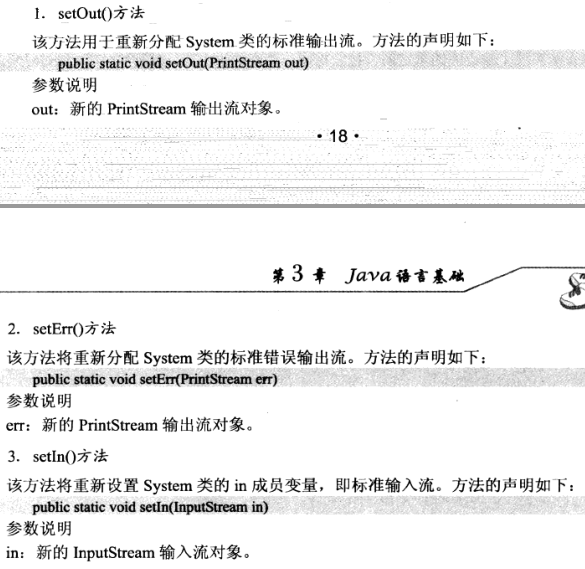 1. setOut()方法
该方法用于重新分配 System 类的标准输出流。方法的声明如下：
public static void setOut(PrintStream out)
参数说明
out：新的 PrintStream 输出流对象。
·18·
第 3 章 Java 语言基础
2. setErr()方法
该方法将重新分配 System 类的标准错误输出流。方法的声明如下：
public static void setErr(PrintStream err)
参数说明
err：新的 PrintStream 输出流对象。
3. setIn()方法
该方法将重新设置 System 类的 in 成员变量，即标准输入流。方法的声明如下：
public static void setIn(InputStream in)
参数说明
in：新的 InputStream 输入流对象。